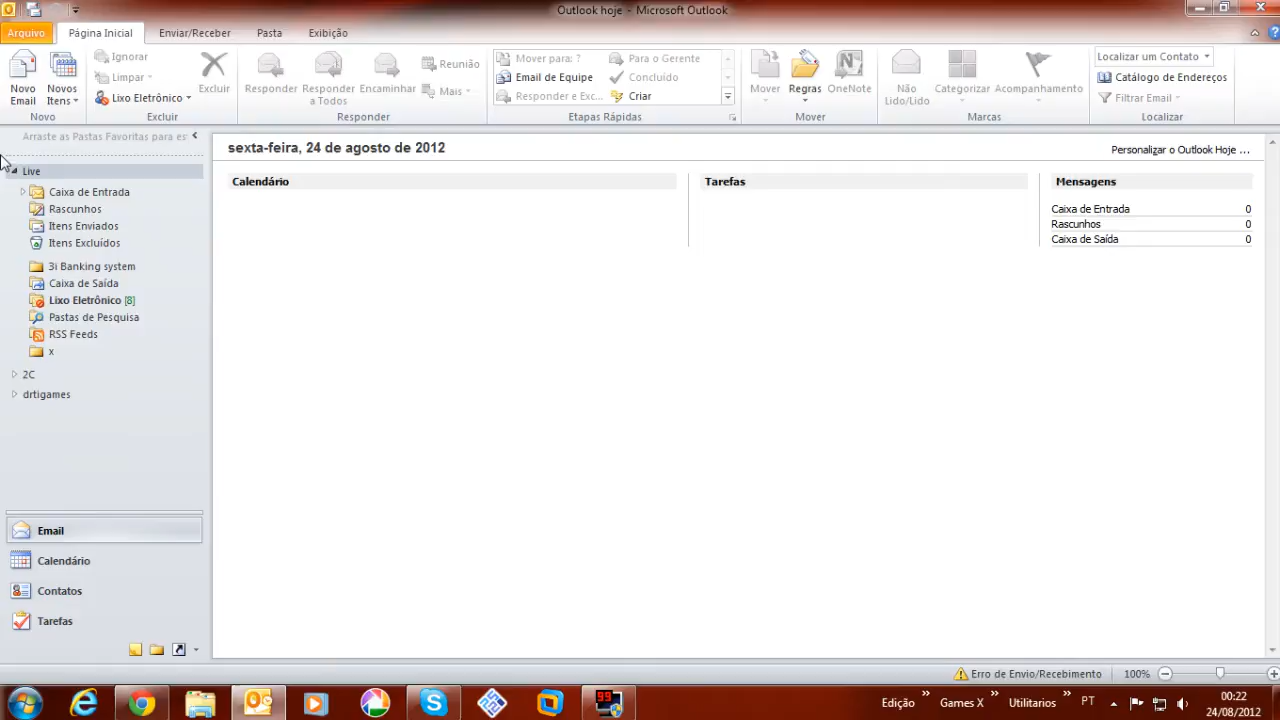 Outlook hoje - Microsoft Outlook
Arquivo Página Inicial Enviar/Receber Pasta Exibição
Novo Email
Novos Itens
Novo
Ignorar
Limpar
Lixo Eletrônico
Excluir
Excluir
Responder
Responder a Todos
Encaminhar
Reunião
Mais
Responder
Mover para: ?
Email de Equipe
Responder e Exc...
Para o Gerente
Concluído
Criar
Etapas Rápidas
Mover
Regras
OneNote
Mover
Não Lido/Lido
Categorizar
Acompanhamento
Marcas
Localizar um Contato
Catálogo de Endereços
Filtrar Email
Localizar
Arraste as Pastas Favoritas para es
Live
Caixa de Entrada
Rascunhos
Itens Enviados
Itens Excluídos
3i Banking system
Caixa de Saída
Lixo Eletrônico [8]
Pastas de Pesquisa
RSS Feeds
x
2C
drtigames
Email
Calendário
Contatos
Tarefas
sexta-feira, 24 de agosto de 2012
Personalizar o Outlook Hoje ...
Calendário
Tarefas
Mensagens
Caixa de Entrada 0
Rascunhos 0
Caixa de Saída 0
Erro de Envio/Recebimento 100%
99
Edição » Games X » Utilitarios » PT
00:22
24/08/2012